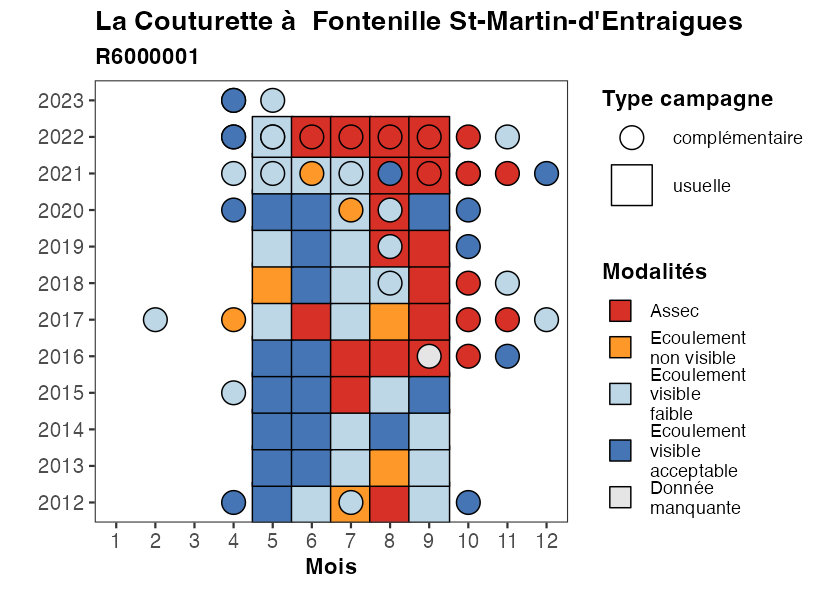 La Couturette à  Fontenille St-Martin-d'Entraigues
R6000001
2023
2022
2021
2020
2019
2018
2017
2016
2015
2014
2013
2012
1 2 3 4 5 6 7 8 9 10 11 12
Mois
Type campagne
complémentaire
usuelle
Modalités
Assec
Ecoulement
non visible
Ecoulement
visible
faible
Ecoulement
visible
acceptable
Donnée
manquante